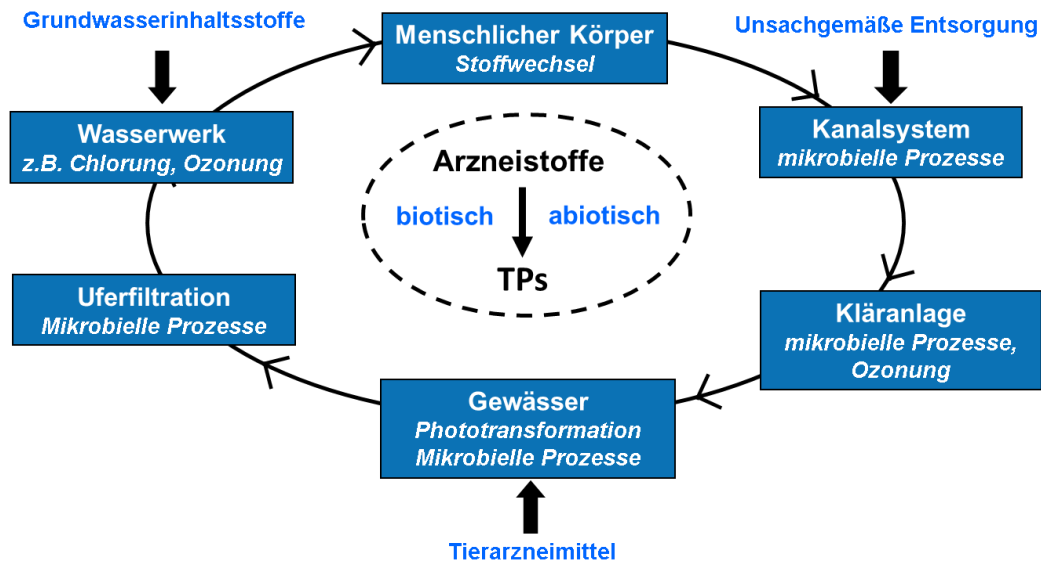 Grundwasserinhaltsstoffe
Menschlicher Körper
Stoffwechsel
Unsachgemäße Entsorgung
Wasserwerk
z.B. Chlorung, Ozonung
Kanalsystem
mikrobielle Prozesse
Arzneistoffe
biotisch
abiotisch
TPs
Uferfiltration
Mikrobielle Prozesse
Kläranlage
mikrobielle Prozesse,
Ozonung
Gewässer
Phototransformation
Mikrobielle Prozesse
Tierarzneimittel